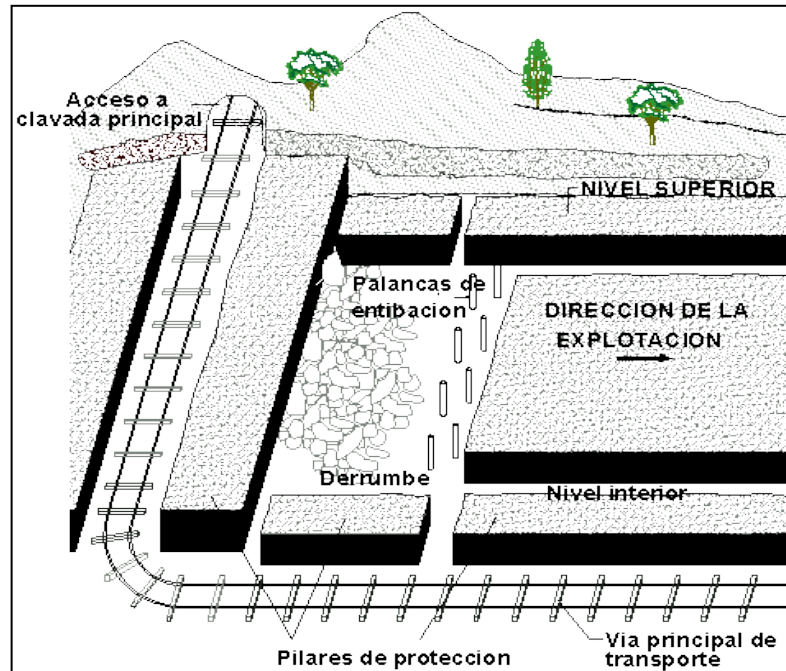 Acceso a
clavada principal
NIVEL SUPERIOR
Palancas de
entibacion
DIRECCION DE LA
EXPLOTACION
Derrumbe
Nivel interior
Pilares de proteccion
Via principal de
transporte